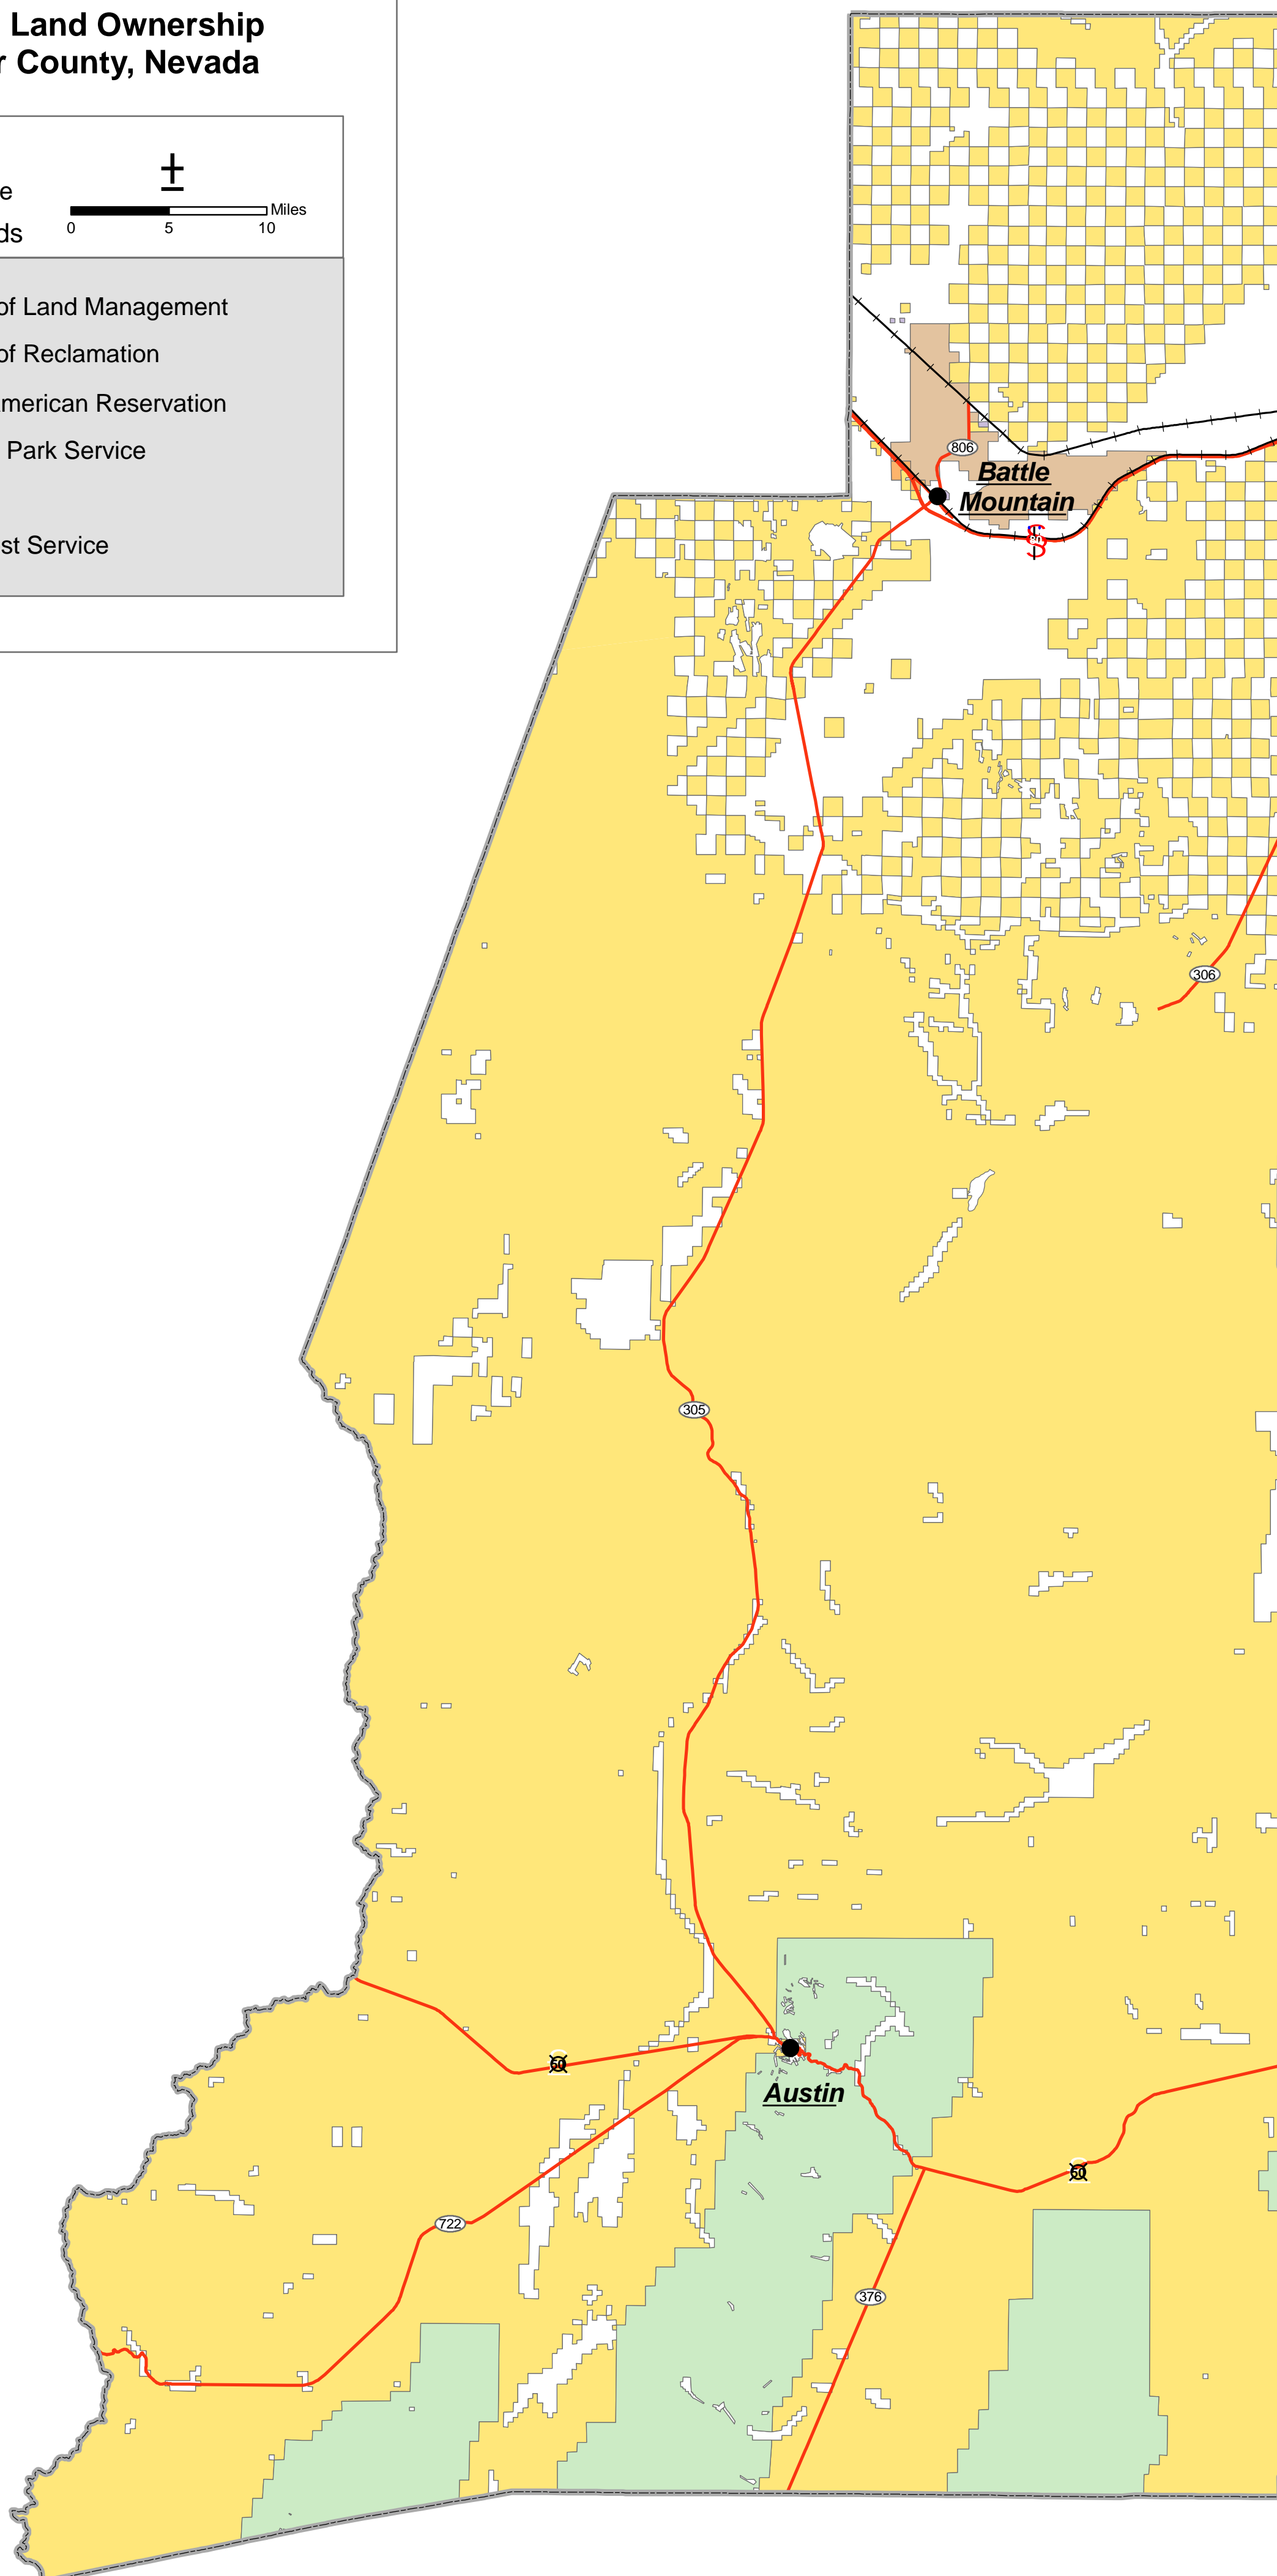 Land Ownership
r County, Nevada
±
e
Miles
ds
0 5 10
of Land Management
of Reclamation
merican Reservation
Park Service
st Service
806
Battle
Mountain
306
305
50
Austin
50
722
376